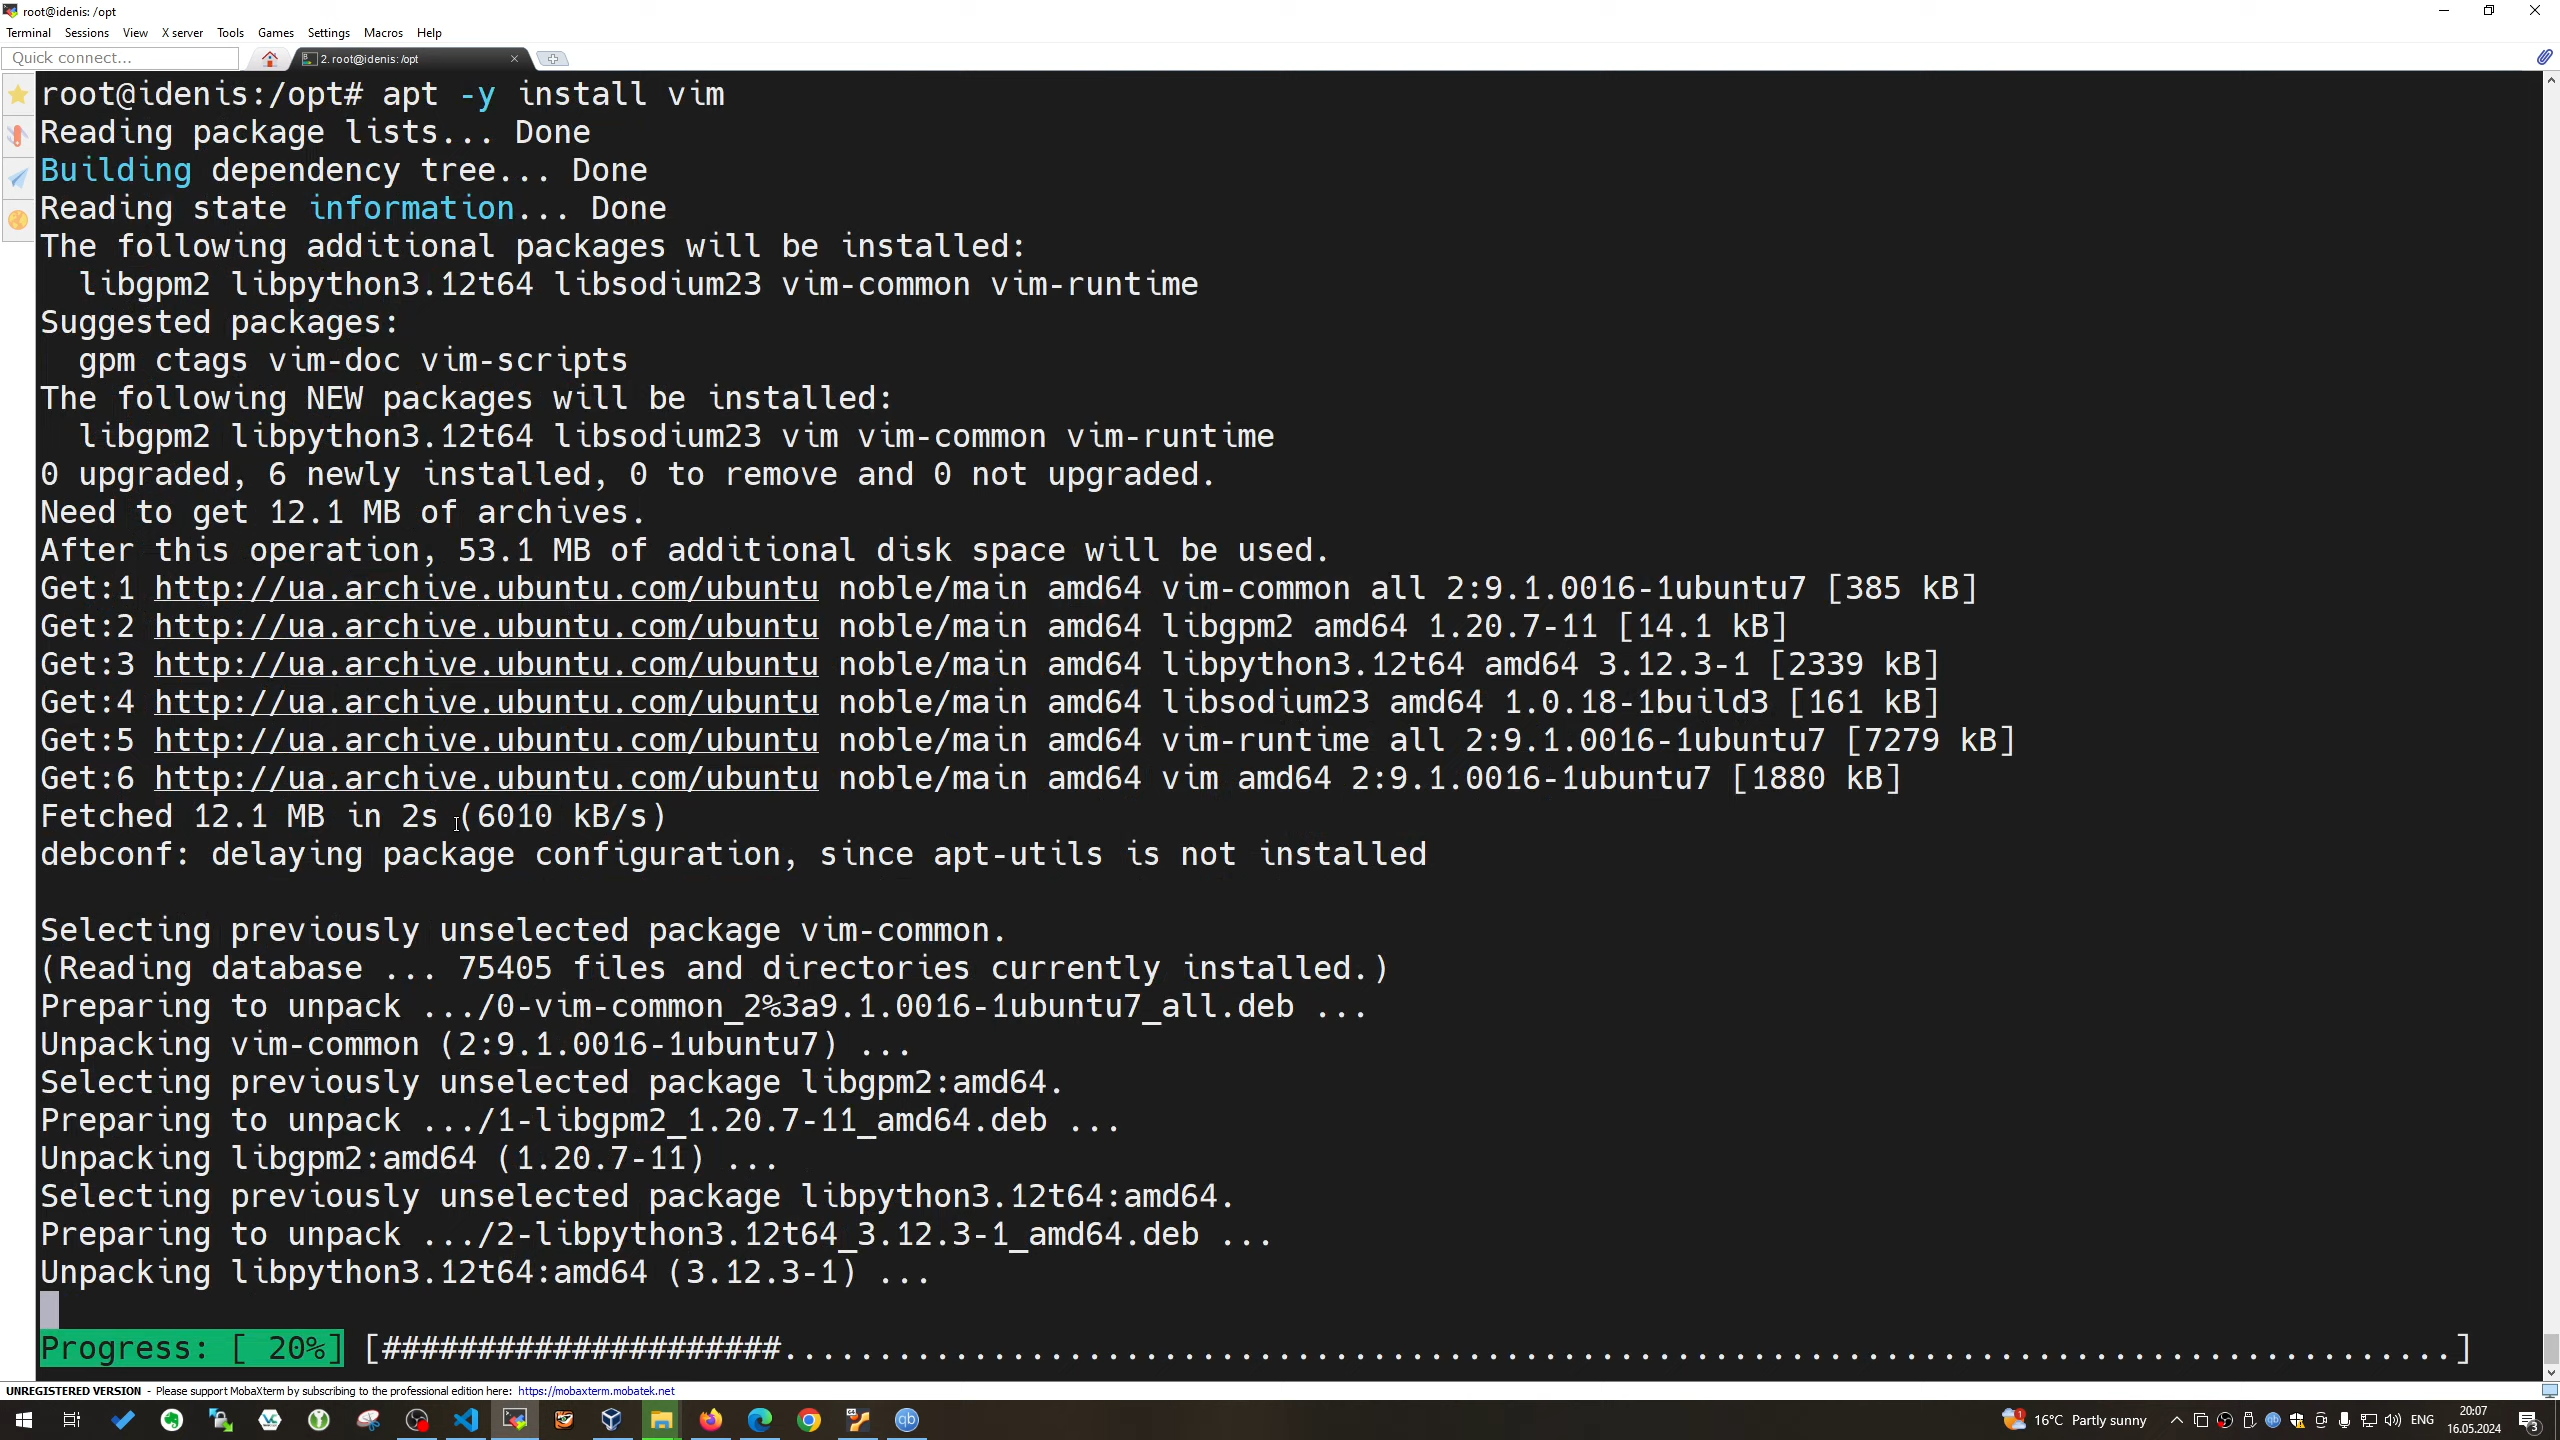 root@idenis: /opt
Terminal Sessions View X server Tools Games Settings Macros Help
Quick connect... 2. root@idenis: /opt
root@idenis:/opt# apt -y install vim
Reading package lists... Done
Building dependency tree... Done
Reading state information... Done
The following additional packages will be installed:
  libgpm2 libpython3.12t64 libsodium23 vim-common vim-runtime
Suggested packages:
  gpm ctags vim-doc vim-scripts
The following NEW packages will be installed:
  libgpm2 libpython3.12t64 libsodium23 vim vim-common vim-runtime
0 upgraded, 6 newly installed, 0 to remove and 0 not upgraded.
Need to get 12.1 MB of archives.
After this operation, 53.1 MB of additional disk space will be used.
Get:1 http://ua.archive.ubuntu.com/ubuntu noble/main amd64 vim-common all 2:9.1.0016-1ubuntu7 [385 kB]
Get:2 http://ua.archive.ubuntu.com/ubuntu noble/main amd64 libgpm2 amd64 1.20.7-11 [14.1 kB]
Get:3 http://ua.archive.ubuntu.com/ubuntu noble/main amd64 libpython3.12t64 amd64 3.12.3-1 [2339 kB]
Get:4 http://ua.archive.ubuntu.com/ubuntu noble/main amd64 libsodium23 amd64 1.0.18-1build3 [161 kB]
Get:5 http://ua.archive.ubuntu.com/ubuntu noble/main amd64 vim-runtime all 2:9.1.0016-1ubuntu7 [7279 kB]
Get:6 http://ua.archive.ubuntu.com/ubuntu noble/main amd64 vim amd64 2:9.1.0016-1ubuntu7 [1880 kB]
Fetched 12.1 MB in 2s (6010 kB/s)
debconf: delaying package configuration, since apt-utils is not installed
Selecting previously unselected package vim-common.
(Reading database ... 75405 files and directories currently installed.)
Preparing to unpack .../0-vim-common_2%3a9.1.0016-1ubuntu7_all.deb ...
Unpacking vim-common (2:9.1.0016-1ubuntu7) ...
Selecting previously unselected package libgpm2:amd64.
Preparing to unpack .../1-libgpm2_1.20.7-11_amd64.deb ...
Unpacking libgpm2:amd64 (1.20.7-11) ...
Selecting previously unselected package libpython3.12t64:amd64.
Preparing to unpack .../2-libpython3.12t64_3.12.3-1_amd64.deb ...
Unpacking libpython3.12t64:amd64 (3.12.3-1) ...
Progress: [ 20%] [#####################........................................................................................]
UNREGISTERED VERSION - Please support MobaXterm by subscribing to the professional edition here: https://mobaxterm.mobatek.net
16°C Partly sunny ENG 20:07
16.05.2024